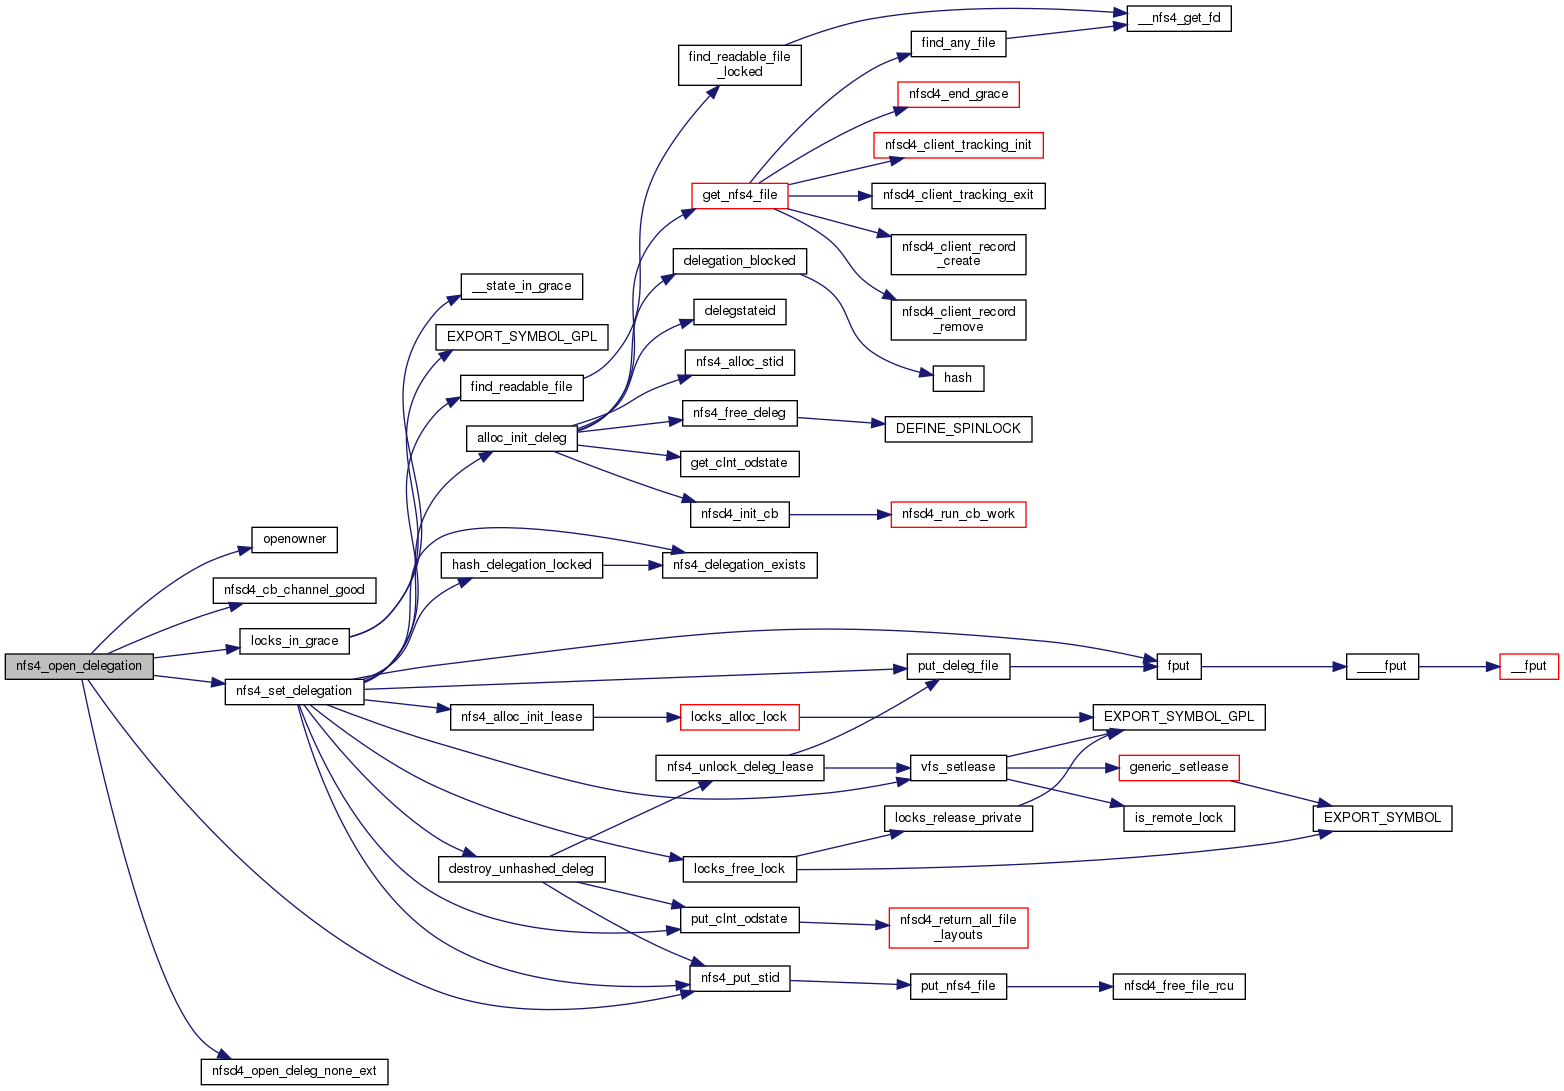 __nfs4_get_fd
find_any_file
find_readable_file
_locked
nfsd4_end_grace
nfsd4_client_tracking_init
get_nfs4_file
nfsd4_client_tracking_exit
nfsd4_client_record
_create
delegation_blocked
__state_in_grace
delegstateid
nfsd4_client_record
_remove
EXPORT_SYMBOL_GPL
nfs4_alloc_stid
hash
find_readable_file
nfs4_free_deleg
DEFINE_SPINLOCK
alloc_init_deleg
get_clnt_odstate
nfsd4_init_cb
nfsd4_run_cb_work
openowner
hash_delegation_locked
nfs4_delegation_exists
nfsd4_cb_channel_good
locks_in_grace
nfs4_open_delegation
put_deleg_file
fput
____fput
__fput
nfs4_set_delegation
nfs4_alloc_init_lease
locks_alloc_lock
EXPORT_SYMBOL_GPL
nfs4_unlock_deleg_lease
vfs_setlease
generic_setlease
locks_release_private
is_remote_lock
EXPORT_SYMBOL
destroy_unhashed_deleg
locks_free_lock
put_clnt_odstate
nfsd4_return_all_file
_layouts
nfs4_put_stid
put_nfs4_file
nfsd4_free_file_rcu
nfsd4_open_deleg_none_ext